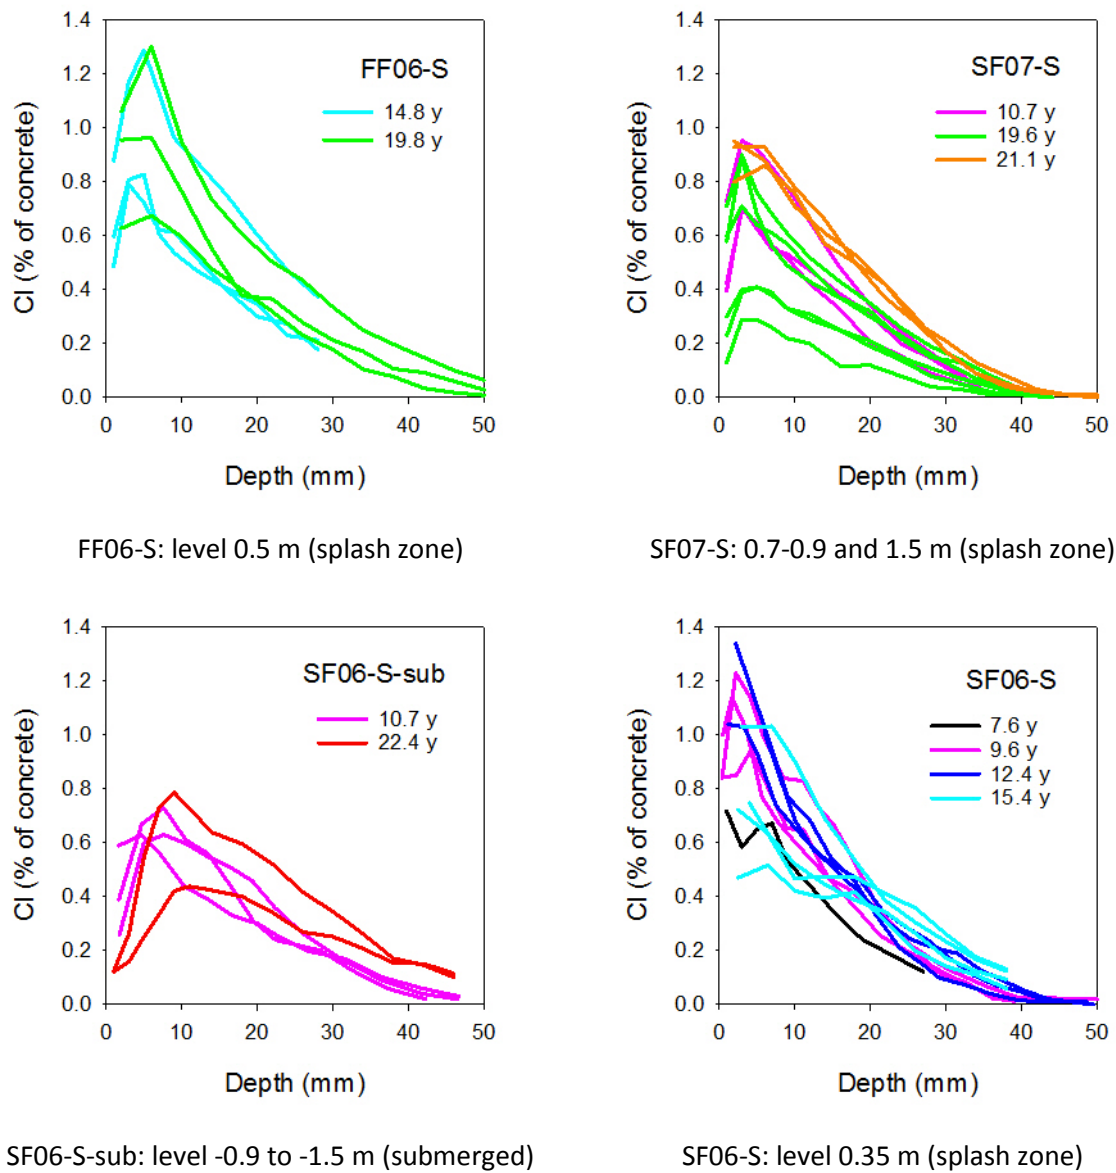 FF06-S
14.8 y
19.8 y
Cl (% of concrete)
1.4
1.2
1.0
0.8
0.6
0.4
0.2
0.0
0 10 20 30 40 50
Depth (mm)
FF06-S: level 0.5 m (splash zone)
SF07-S
10.7 y
19.6 y
21.1 y
Cl (% of concrete)
1.4
1.2
1.0
0.8
0.6
0.4
0.2
0.0
0 10 20 30 40 50
Depth (mm)
SF07-S: 0.7-0.9 and 1.5 m (splash zone)
SF06-S-sub
10.7 y
22.4 y
Cl (% of concrete)
1.4
1.2
1.0
0.8
0.6
0.4
0.2
0.0
0 10 20 30 40 50
Depth (mm)
SF06-S-sub: level -0.9 to -1.5 m (submerged)
SF06-S
7.6 y
9.6 y
12.4 y
15.4 y
Cl (% of concrete)
1.4
1.2
1.0
0.8
0.6
0.4
0.2
0.0
0 10 20 30 40 50
Depth (mm)
SF06-S: level 0.35 m (splash zone)